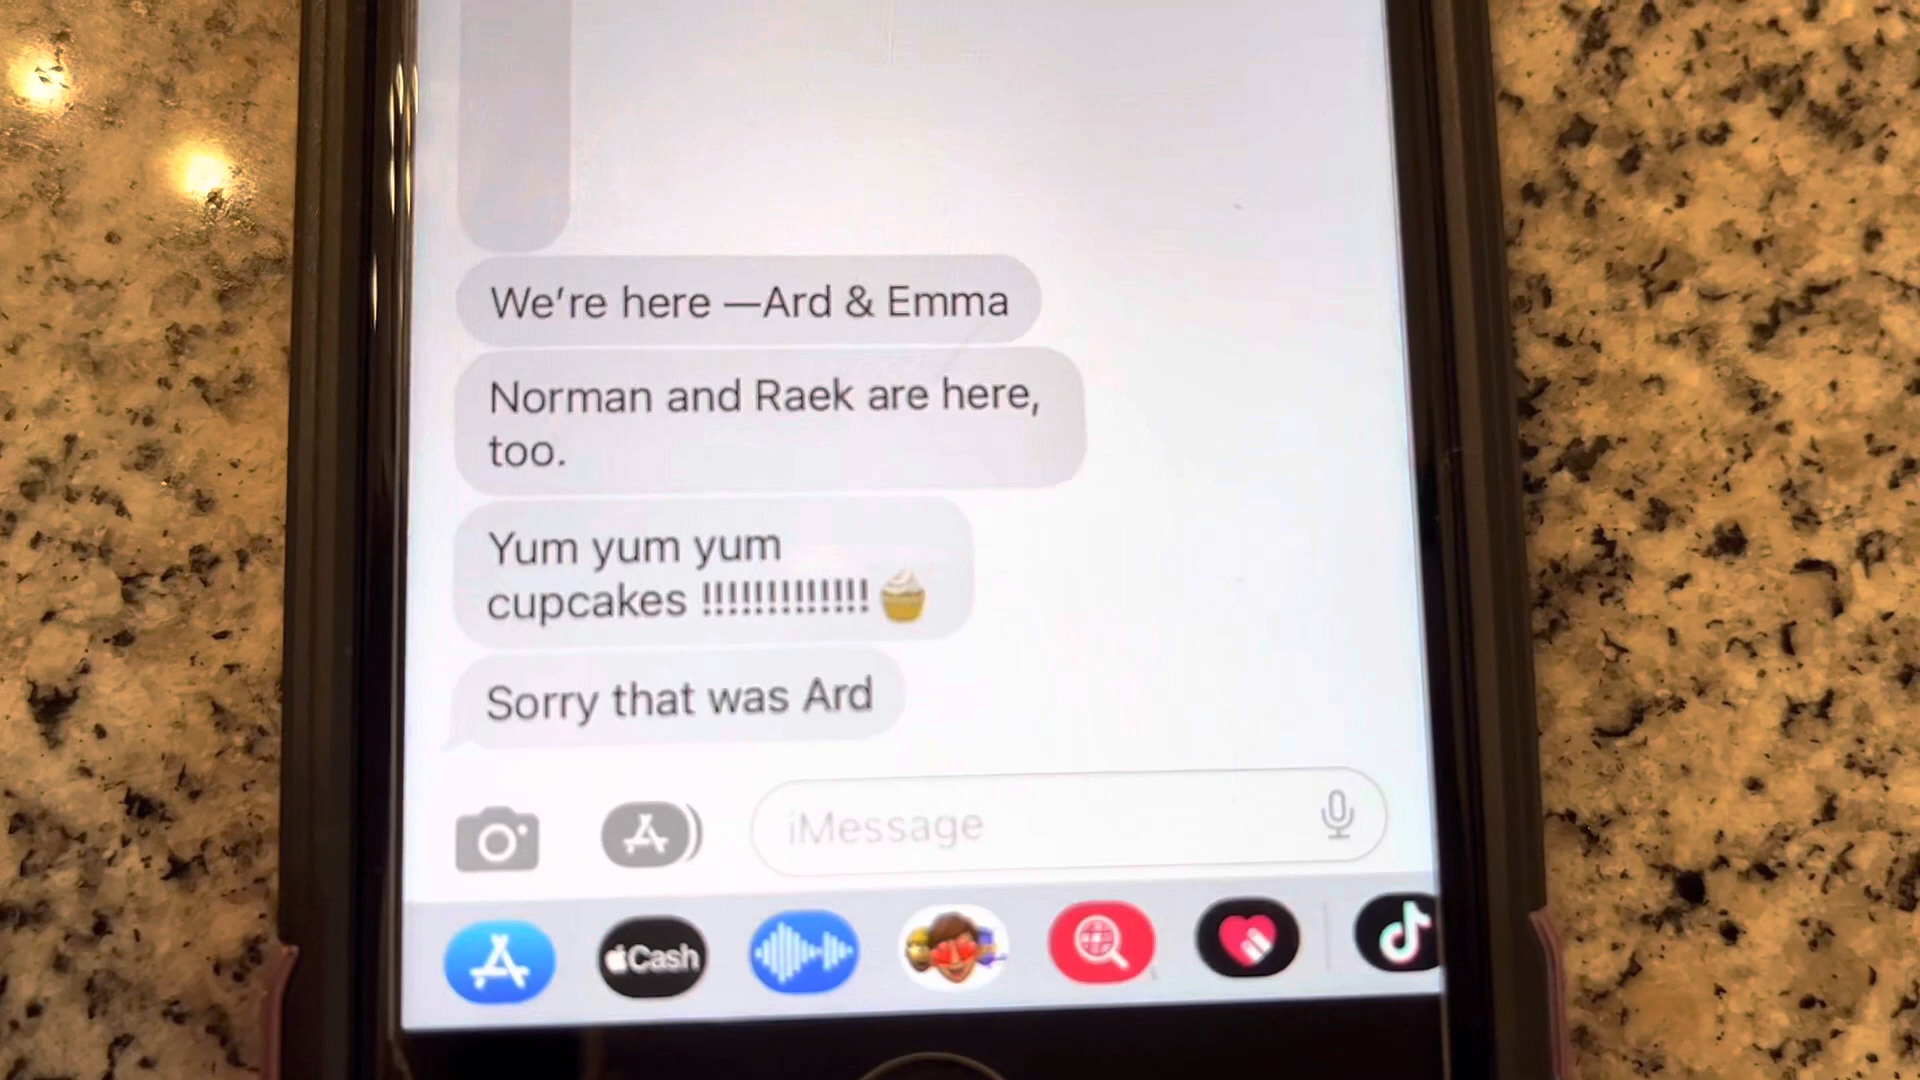 We're here —Ard & Emma
Norman and Raek are here,
too.
Yum yum yum
cupcakes !!!!!!!!!!!!!!🧁
Sorry that was Ard
iMessage
Cash